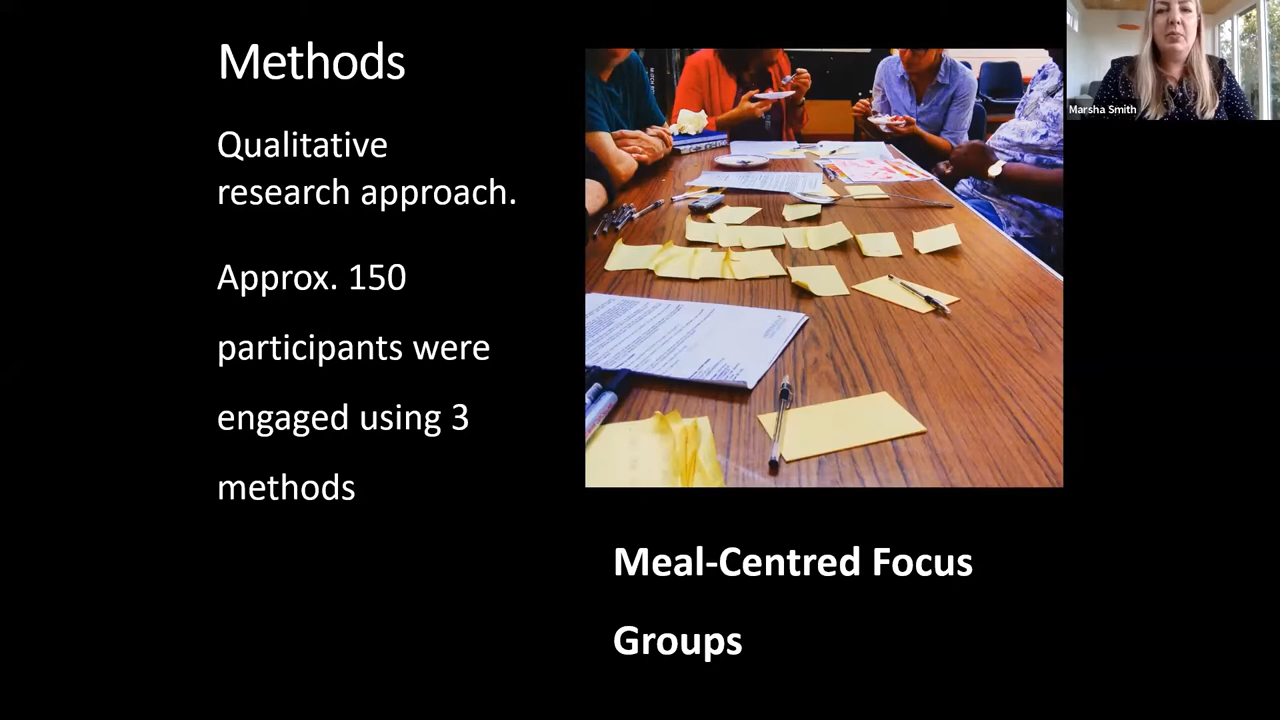 Methods
Qualitative
research approach.
Approx. 150
participants were
engaged using 3
methods
Marsha Smith
Meal-Centred Focus
Groups